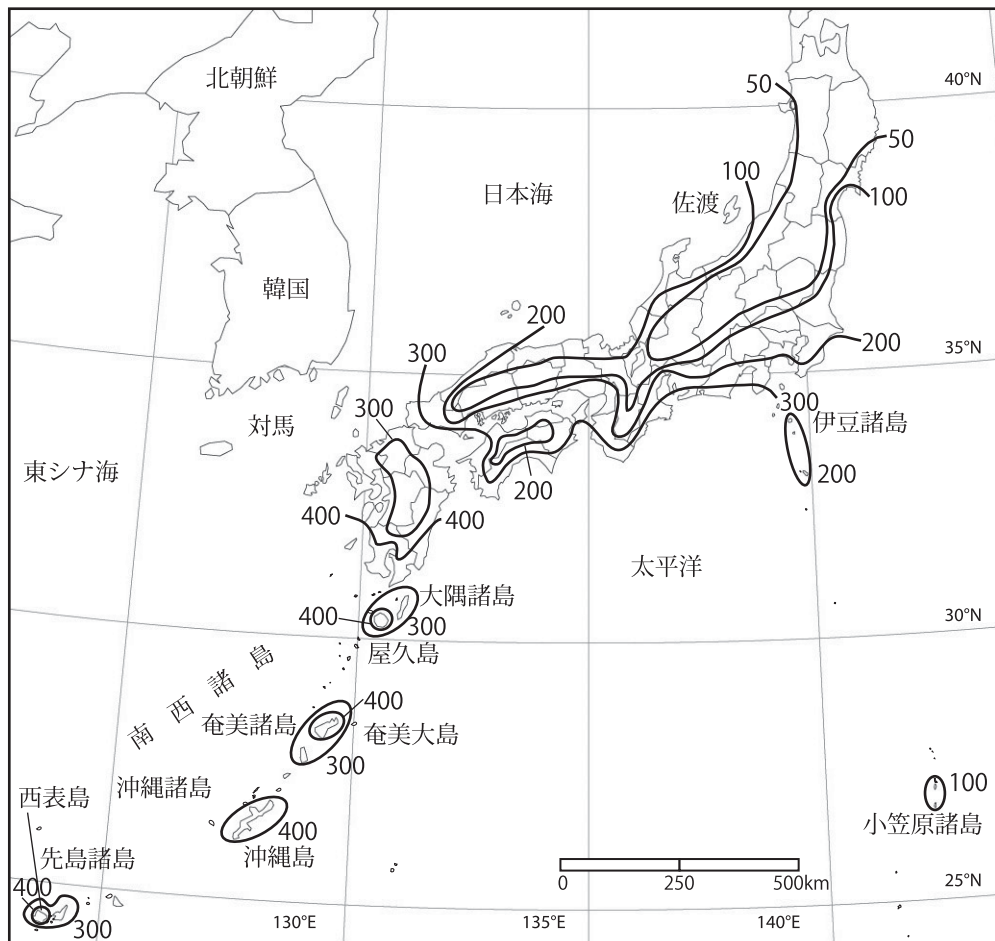 北朝鮮
50
40°N
50
100
100
日本海
佐渡
韓国
200
200
35°N
300
300
300
対馬
伊豆諸島
東シナ海
200
200
400
400
太平洋
大隅諸島
400
300
30°N
屋久島
南西諸島
400
奄美諸島
奄美大島
300
沖縄諸島
100
西表島
400
小笠原諸島
沖縄島
先島諸島
400
300
0
250
500km
25°N
130°E
135°E
140°E